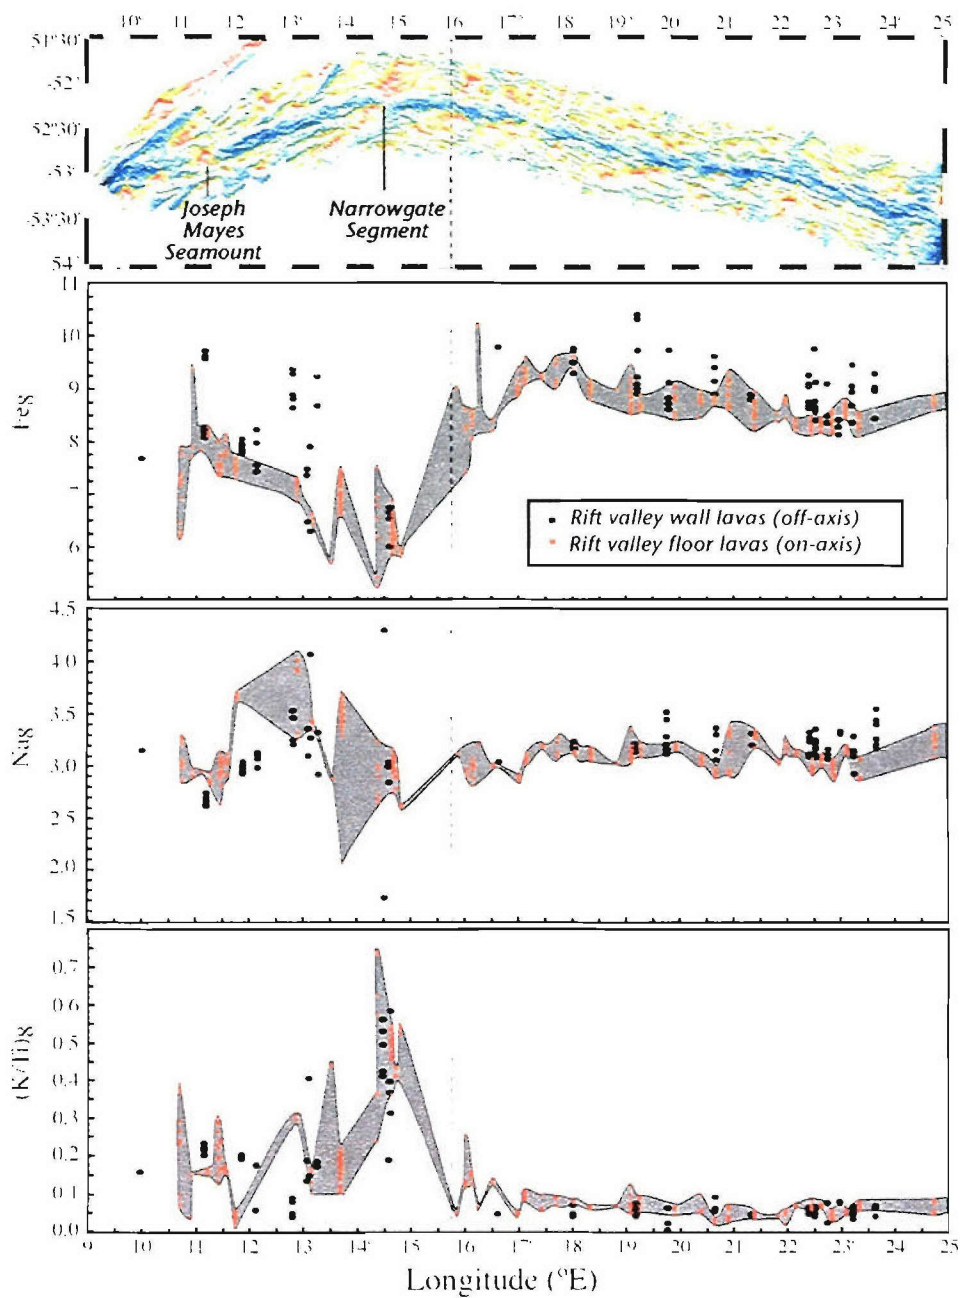 10° 11 12° 13° 14 15° 16 17° 18° 19° 20° 21° 22° 23 24° 25
51°30'
52°
52°30'
53°
53°30'
54°
Joseph
Mayes
Seamount
Narrowgate
Segment
11
10
9
8
7
6
Fe8
Rift valley wall lavas (off-axis)
Rift valley floor lavas (on-axis)
4.5
4.0
3.5
3.0
2.5
2.0
1.5
Na8
0.7
0.6
0.5
0.4
0.3
0.2
0.1
0.0
(K/Ti)8
9 10 11 12 13 14 15 16 17° 18 19 20 21 22 23 24 25
Longitude (°E)